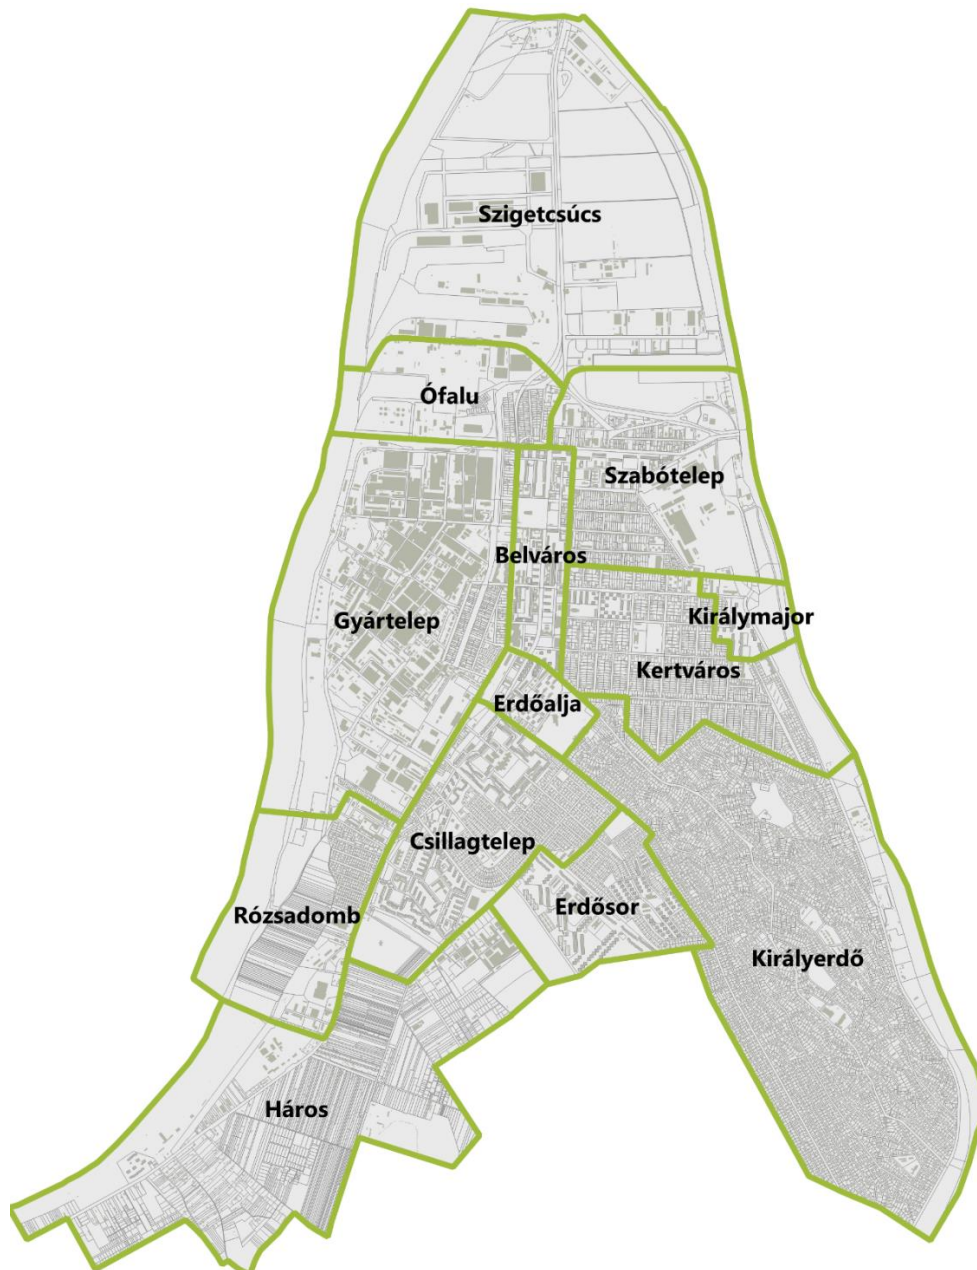 Szigetcsúcs
Ófalu
Szabótelep
Belváros
Királymajor
Gyártelep
Kertváros
Erdőalja
Csillagtelep
Erdősor
Rózsadomb
Királyerdő
Háros